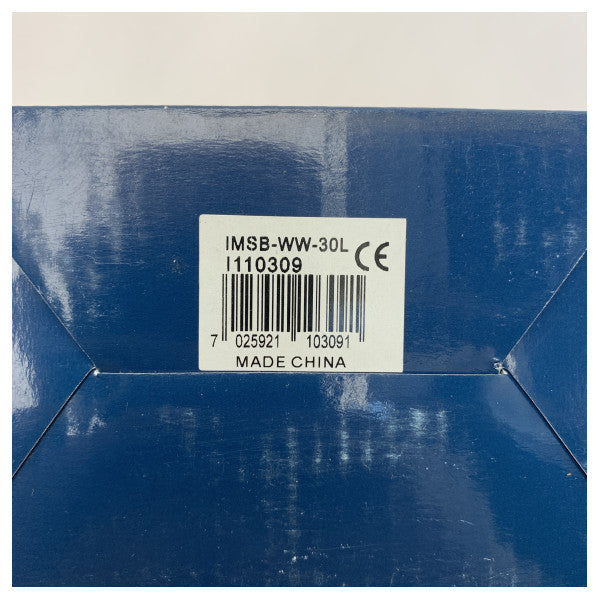 IMSB-WW-30L
I110309
CE
7 025921 103091
MADE CHINA